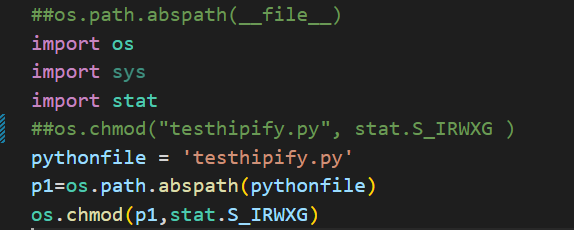 ##os.path.abspath(__file__)
import os
import sys
import stat
##os.chmod("testhipify.py", stat.S_IRWXG )
pythonfile = 'testhipify.py'
p1=os.path.abspath(pythonfile)
os.chmod(p1,stat.S_IRWXG)